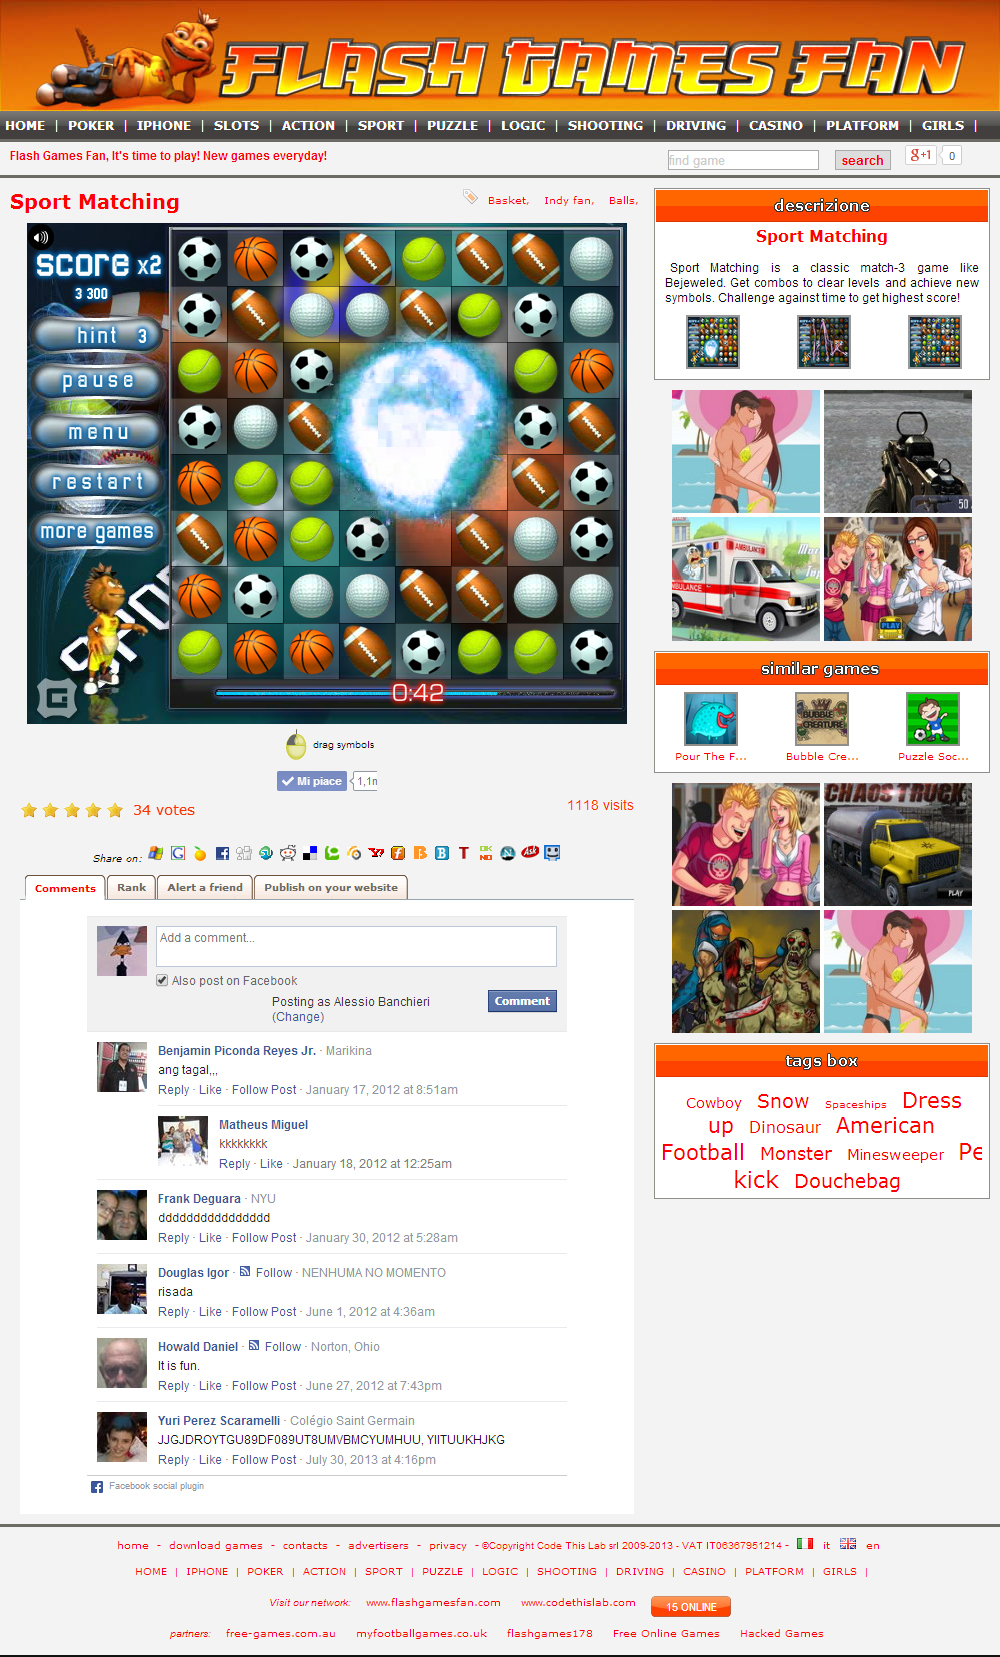 FLASH GAMES FAN
HOME | POKER | IPHONE | SLOTS | ACTION | SPORT | PUZZLE | LOGIC | SHOOTING | DRIVING | CASINO | PLATFORM | GIRLS |
Flash Games Fan, It's time to play! New games everyday!
find game
search
g+1
0
Sport Matching
Basket, Indy fan, Balls,
score x2
3 300
hint 3
pause
menu
restart
more games
0:42
drag symbols
Mi piace
34 votes
1118 visits
Share on:
Comments
Rank
Alert a friend
Publish on your website
Add a comment...
Also post on Facebook
Posting as Alessio Banchieri
(Change)
Comment
Benjamin Piconda Reyes Jr. · Marikina
ang tagal,,,
Reply · Like · Follow Post · January 17, 2012 at 8:51am
Matheus Miguel
kkkkkkkk
Reply · Like · January 18, 2012 at 12:25am
Frank Deguara · NYU
dddddddddddddddd
Reply · Like · Follow Post · January 30, 2012 at 5:28am
Douglas Igor · Follow · NENHUMA NO MOMENTO
risada
Reply · Like · Follow Post · June 1, 2012 at 4:36am
Howald Daniel · Follow · Norton, Ohio
It is fun.
Reply · Like · Follow Post · June 27, 2012 at 7:43pm
Yuri Perez Scaramelli · Colégio Saint Germain
JJGJDROYTGU89DF089UT8UMVBMCYUMHUU, YIITUUKHJKG
Reply · Like · Follow Post · July 30, 2013 at 4:16pm
Facebook social plugin
descrizione
Sport Matching
Sport Matching is a classic match-3 game like
Bejeweled. Get combos to clear levels and achieve new
symbols. Challenge against time to get highest score!
50
AMBULANCE
PLAY
similar games
Pour The F...
Bubble Cre...
Puzzle Soc...
CHAOS TRUCK
PLAY
tags box
Cowboy Snow Spaceships Dress
up Dinosaur American
Football Monster Minesweeper Pe
kick Douchebag
home - download games - contacts - advertisers - privacy - ©Copyright Code This Lab srl 2009-2013 - VAT IT06367951214 - it en
HOME | IPHONE | POKER | ACTION | SPORT | PUZZLE | LOGIC | SHOOTING | DRIVING | CASINO | PLATFORM | GIRLS |
Visit our network: www.flashgamesfan.com www.codethislab.com 15 ONLINE
partners: free-games.com.au myfootballgames.co.uk flashgames178 Free Online Games Hacked Games